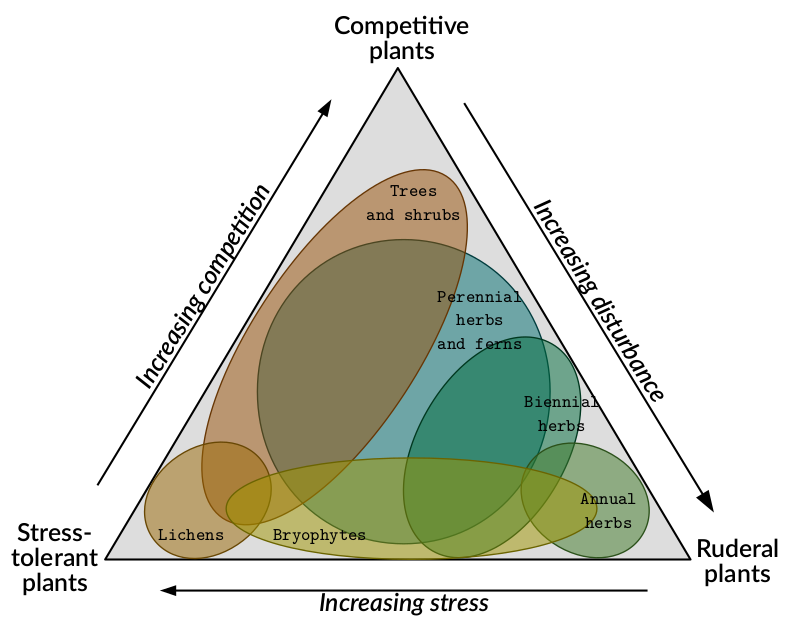 Competitive
plants
Increasing competition
Increasing disturbance
Trees
and shrubs
Perennial
herbs
and ferns
Biennial
herbs
Annual
herbs
Lichens
Bryophytes
Stress-
tolerant
plants
Ruderal
plants
Increasing stress